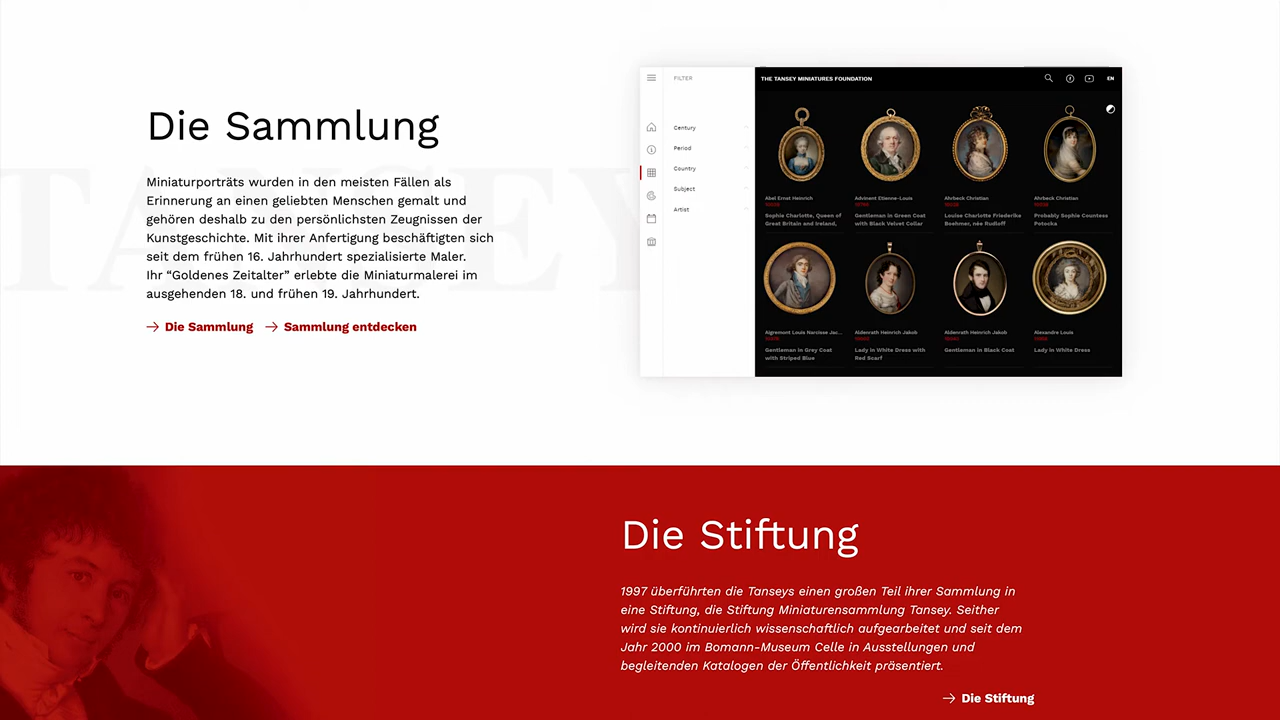 Die Sammlung
TANSEY
Miniaturporträts wurden in den meisten Fällen als
Erinnerung an einen geliebten Menschen gemalt und
gehören deshalb zu den persönlichsten Zeugnissen der
Kunstgeschichte. Mit ihrer Anfertigung beschäftigten sich
seit dem frühen 16. Jahrhundert spezialisierte Maler.
Ihr “Goldenes Zeitalter” erlebte die Miniaturmalerei im
ausgehenden 18. und frühen 19. Jahrhundert.
Die Sammlung
Sammlung entdecken
FILTER
Century
Period
Country
Subject
Artist
THE TANSEY MINIATURES FOUNDATION
EN
Abel Ernst Heinrich
Sophie Charlotte, Queen of
Great Britain and Ireland,
Advinent Etienne-Louis
Gentleman in Green Coat
with Black Velvet Collar
Ahrbeck Christian
Louise Charlotte Friederike
Boehmer, née Rudloff
Ahrbeck Christian
Probably Sophie Countess
Potocka
Aigremont Louis Narcisse Jac...
Gentleman in Grey Coat
with Striped Blue
Aldenrath Heinrich Jakob
Lady in White Dress with
Red Scarf
Aldenrath Heinrich Jakob
Gentleman in Black Coat
Alexandre Louis
Lady in White Dress
Die Stiftung
1997 überführten die Tanseys einen großen Teil ihrer Sammlung in
eine Stiftung, die Stiftung Miniaturensammlung Tansey. Seither
wird sie kontinuierlich wissenschaftlich aufgearbeitet und seit dem
Jahr 2000 im Bomann-Museum Celle in Ausstellungen und
begleitenden Katalogen der Öffentlichkeit präsentiert.
Die Stiftung